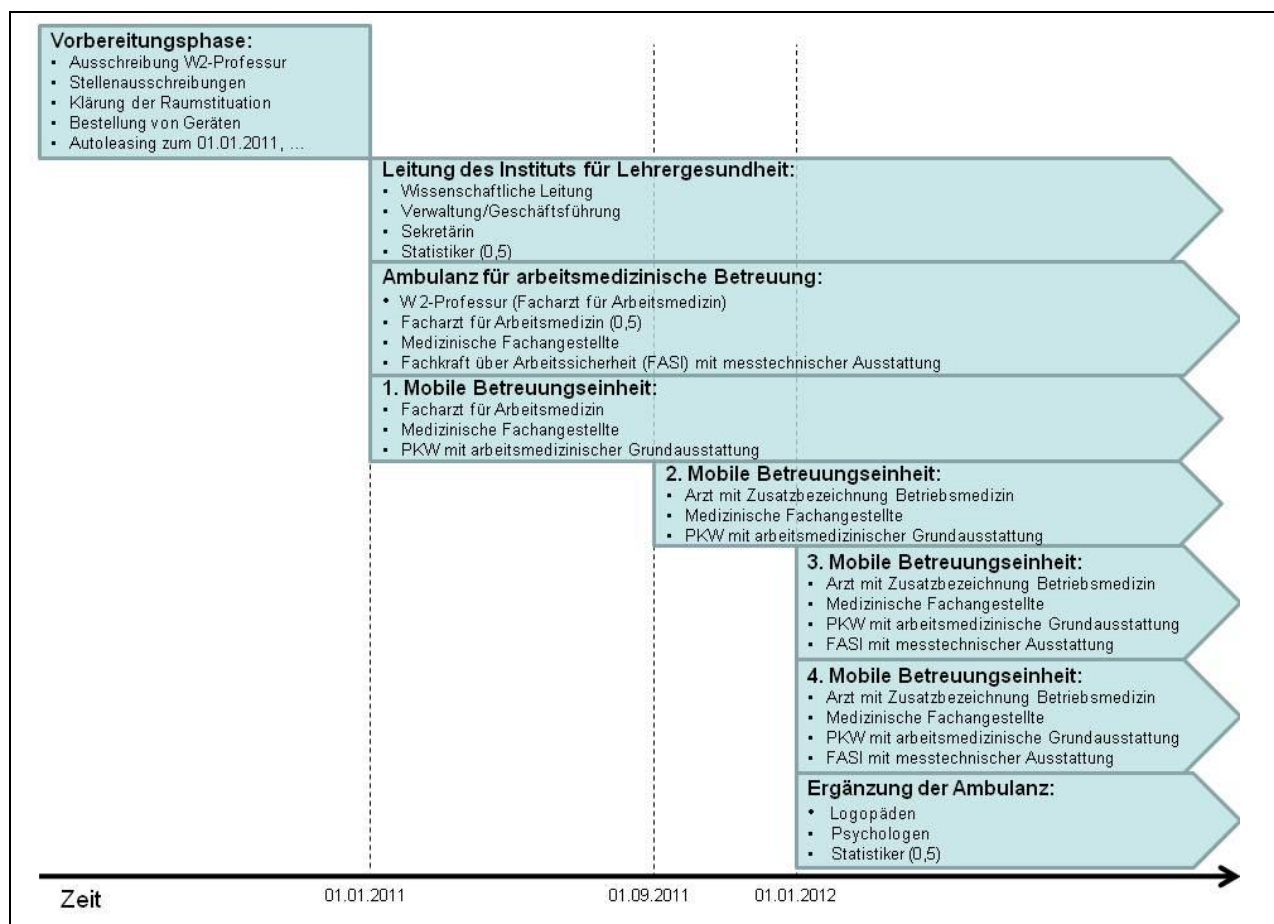 Vorbereitungsphase:
• Ausschreibung W2-Professur
• Stellenausschreibungen
• Klärung der Raumstituation
• Bestellung von Geräten
• Autoleasing zum 01.01.2011, ...
Leitung des Instituts für Lehrergesundheit:
• Wissenschaftliche Leitung
• Verwaltung/Geschäftsführung
• Sekretärin
• Statistiker (0,5)
Ambulanz für arbeitsmedizinische Betreuung:
• W2-Professur (Facharzt für Arbeitsmedizin)
• Facharzt für Arbeitsmedizin (0,5)
• Medizinische Fachangestellte
• Fachkraft über Arbeitssicherheit (FASI) mit messtechnischer Ausstattung
1. Mobile Betreuungseinheit:
• Facharzt für Arbeitsmedizin
• Medizinische Fachangestellte
• PKW mit arbeitsmedizinischer Grundausstattung
2. Mobile Betreuungseinheit:
• Arzt mit Zusatzbezeichnung Betriebsmedizin
• Medizinische Fachangestellte
• PKW mit arbeitsmedizinischer Grundausstattung
3. Mobile Betreuungseinheit:
• Arzt mit Zusatzbezeichnung Betriebsmedizin
• Medizinische Fachangestellte
• PKW mit arbeitsmedizinische Grundausstattung
• FASI mit messtechnischer Ausstattung
4. Mobile Betreuungseinheit:
• Arzt mit Zusatzbezeichnung Betriebsmedizin
• Medizinische Fachangestellte
• PKW mit arbeitsmedizinische Grundausstattung
• FASI mit messtechnischer Ausstattung
Ergänzung der Ambulanz:
• Logopäden
• Psychologen
• Statistiker (0,5)
Zeit 01.01.2011 01.09.2011 01.01.2012